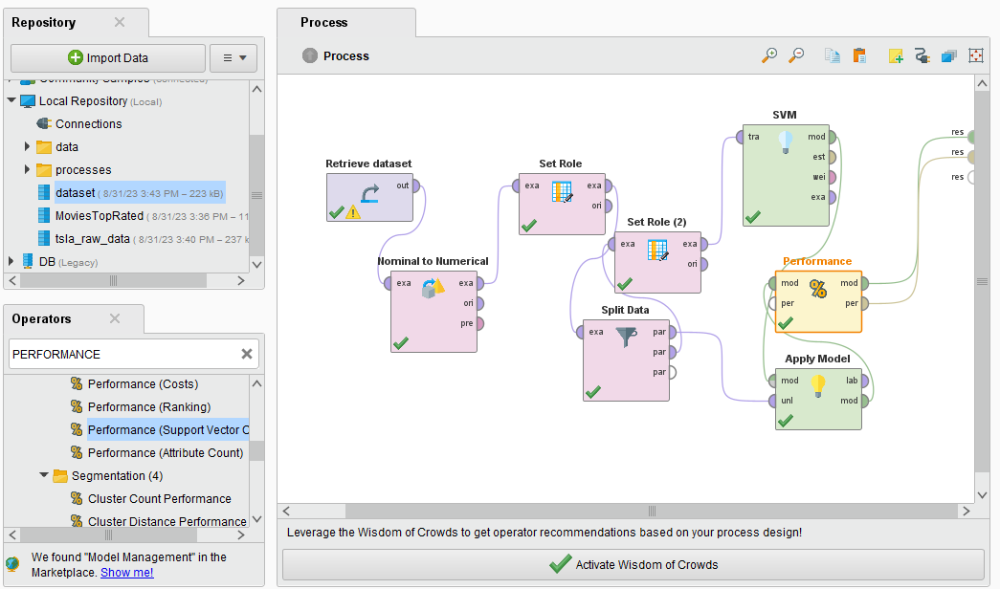 Repository
Import Data
Local Repository (Local)
Connections
data
processes
dataset ( 8/31/23 3:43 PM – 223 kB)
MoviesTopRated ( 8/31/23 3:36 PM – 11
tsla_raw_data ( 8/31/23 3:40 PM – 237 k
DB (Legacy)
Operators
PERFORMANCE
Performance (Costs)
Performance (Ranking)
Performance (Support Vector C
Performance (Attribute Count)
Segmentation (4)
Cluster Count Performance
Cluster Distance Performance
We found "Model Management" in the
Marketplace. Show me!
Process
Process
Retrieve dataset
out
Nominal to Numerical
exa exa
ori
pre
Set Role
exa exa
ori
Set Role (2)
exa exa
ori
Split Data
exa par
par
par
SVM
tra mod
est
wei
exa
Performance
mod mod
per per
%
Apply Model
mod lab
unl mod
res
res
res
Leverage the Wisdom of Crowds to get operator recommendations based on your process design!
Activate Wisdom of Crowds